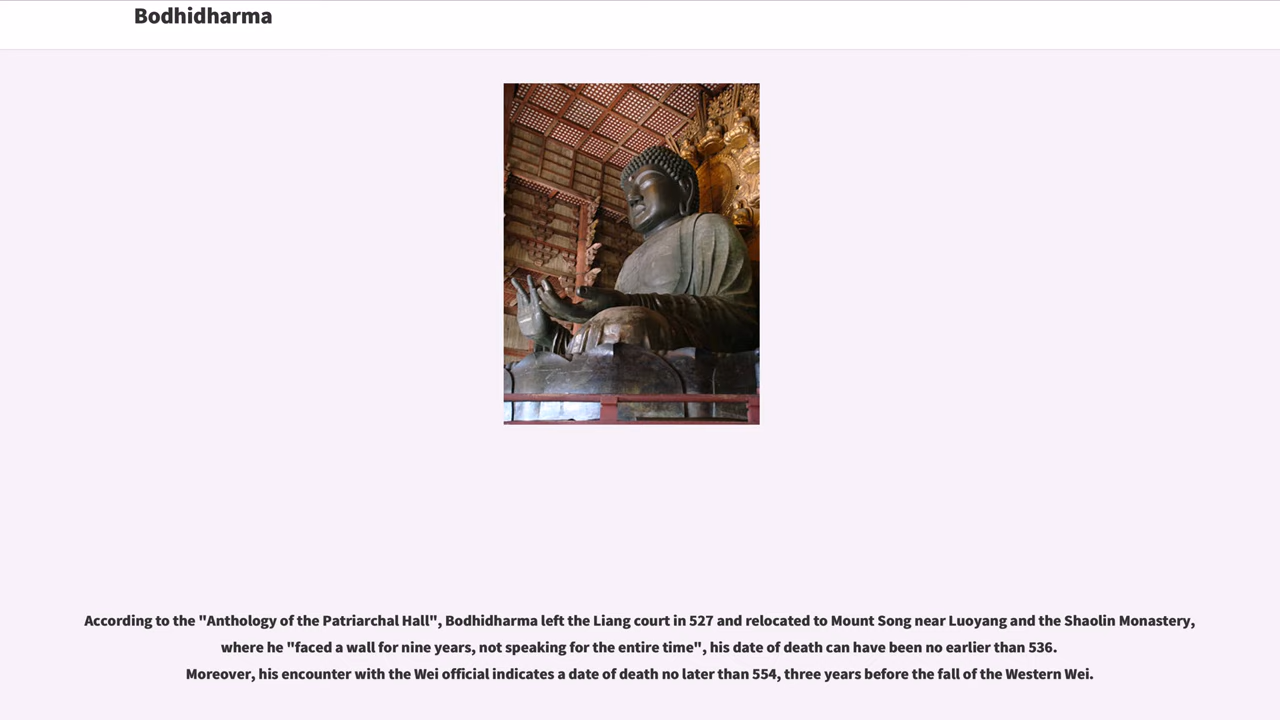 Bodhidharma
According to the "Anthology of the Patriarchal Hall", Bodhidharma left the Liang court in 527 and relocated to Mount Song near Luoyang and the Shaolin Monastery,
where he "faced a wall for nine years, not speaking for the entire time", his date of death can have been no earlier than 536.
Moreover, his encounter with the Wei official indicates a date of death no later than 554, three years before the fall of the Western Wei.